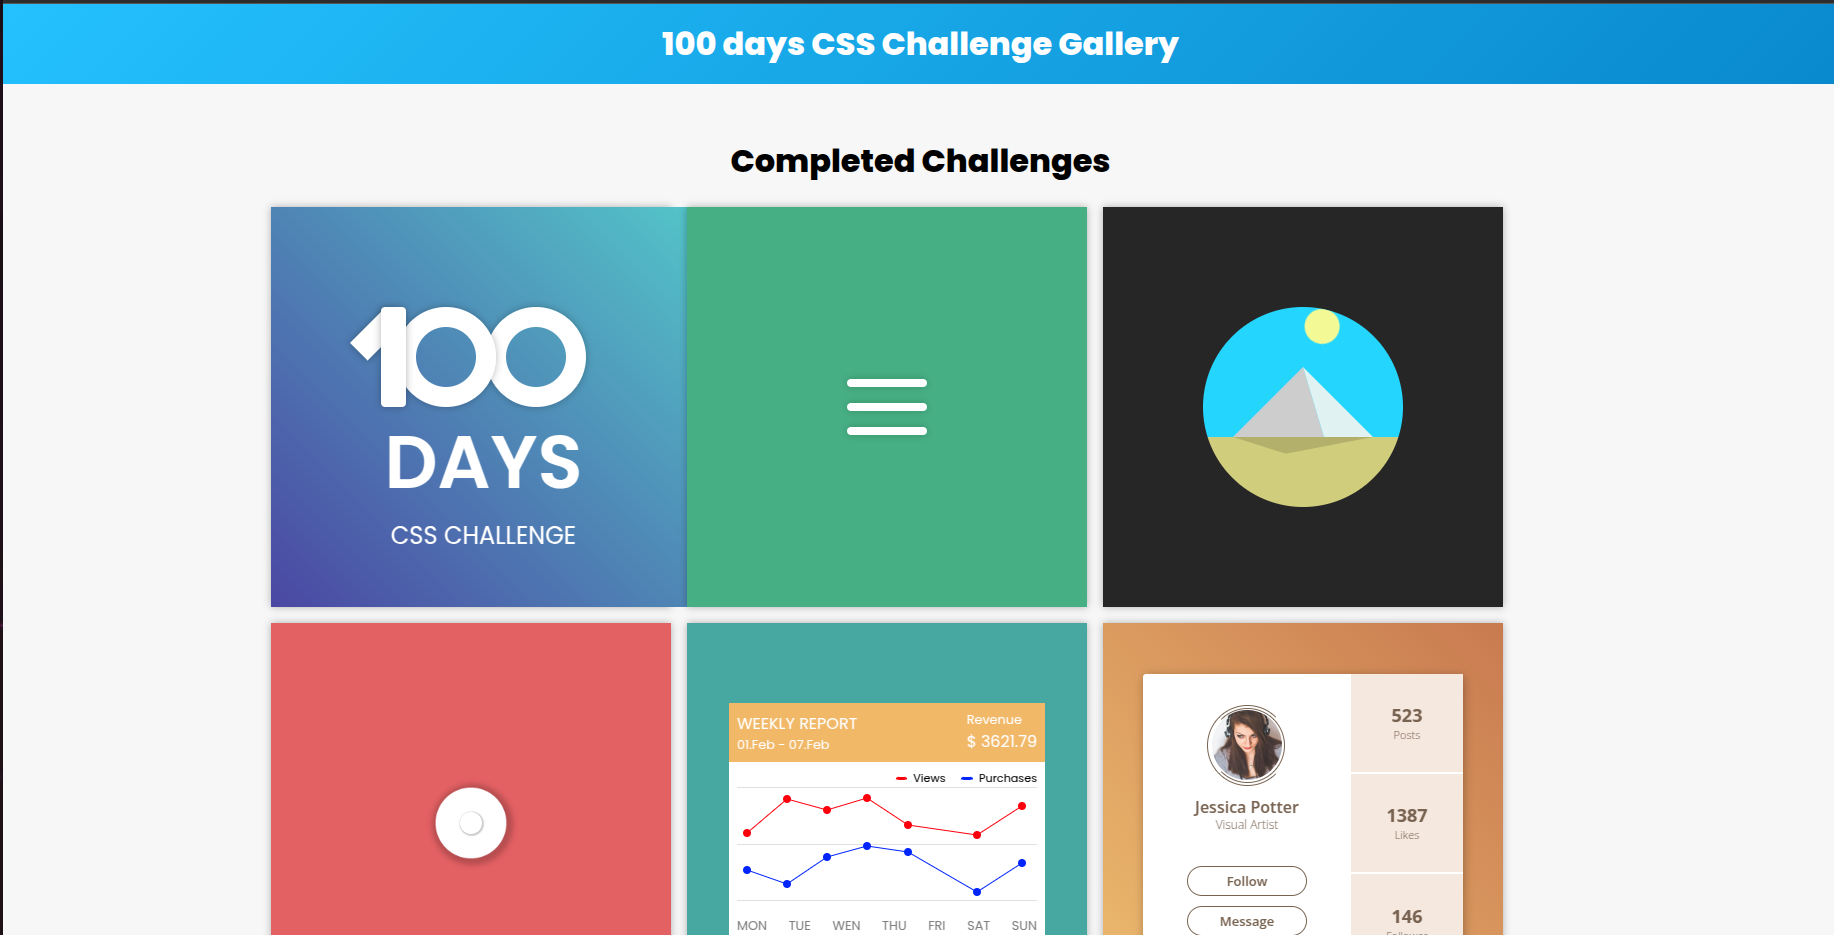 100 days CSS Challenge Gallery
Completed Challenges
100
DAYS
CSS CHALLENGE
WEEKLY REPORT
01.Feb - 07.Feb
Revenue
$ 3621.79
Views Purchases
MON TUE WEN THU FRI SAT SUN
Jessica Potter
Visual Artist
Follow
Message
523
Posts
1387
Likes
146